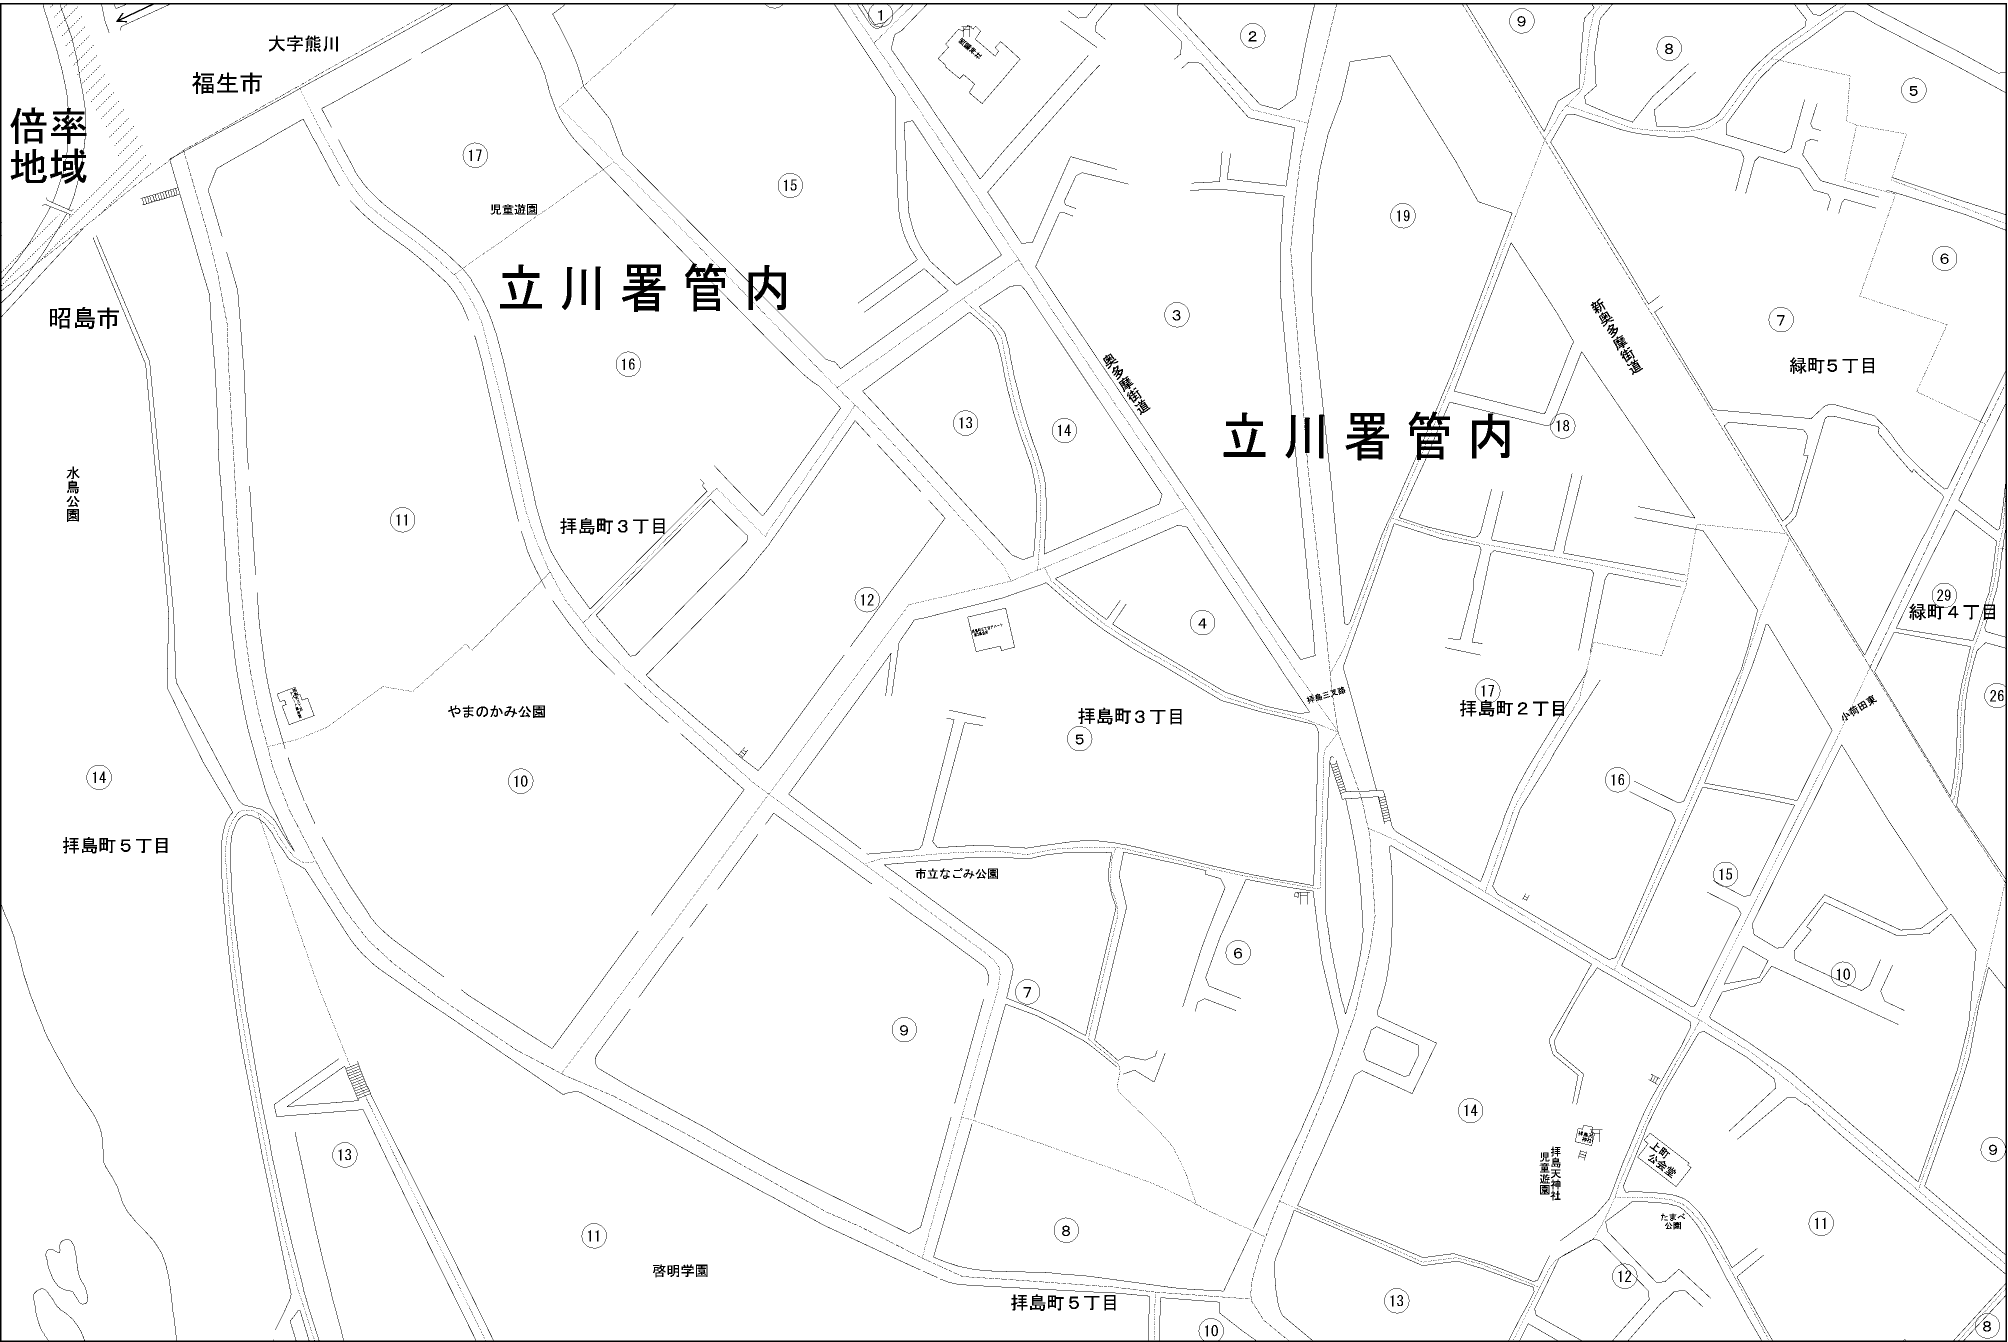 大字熊川
福生市
倍率
地域
昭島市
水鳥公園
児童遊園
立川署管内
拝島町３丁目
やまのかみ公園
拝島町５丁目
奥多摩街道
立川署管内
新奥多摩街道
緑町５丁目
緑町４丁目
拝島三叉路
拝島町３丁目
拝島町２丁目
小荷田東
市立なごみ公園
拝島天神社
児童遊園
上町
公会堂
たまべ
公園
啓明学園
拝島町５丁目
1
2
9
8
5
17
15
19
6
3
7
16
13
14
18
11
12
4
29
17
26
5
14
10
16
15
6
10
7
9
14
13
9
11
8
11
12
13
10
8